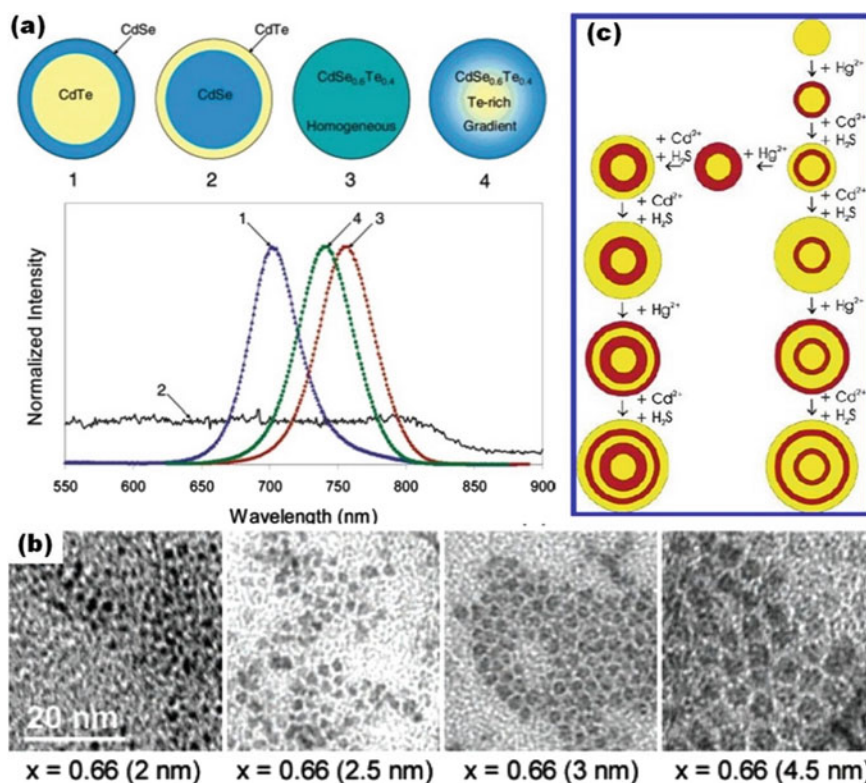 (a)
CdSe
CdTe
CdTe
CdSe
CdSe0.6Te0.4
Homogeneous
CdSe0.6Te0.4
Te-rich
Gradient
1 2 3 4
Normalized Intensity
1
4
3
2
550 600 650 700 750 800 850 900
Wavelength (nm)
(c)
+ Hg²⁺
+ Cd²⁺
+ H₂S
+ Hg²⁺
+ Cd²⁺
+ H₂S
+ Cd²⁺
+ H₂S
+ Cd²⁺
+ H₂S
+ Hg²⁺
+ Hg²⁺
+ Cd²⁺
+ H₂S
+ Cd²⁺
+ H₂S
(b)
20 nm
x = 0.66 (2 nm)
x = 0.66 (2.5 nm)
x = 0.66 (3 nm)
x = 0.66 (4.5 nm)